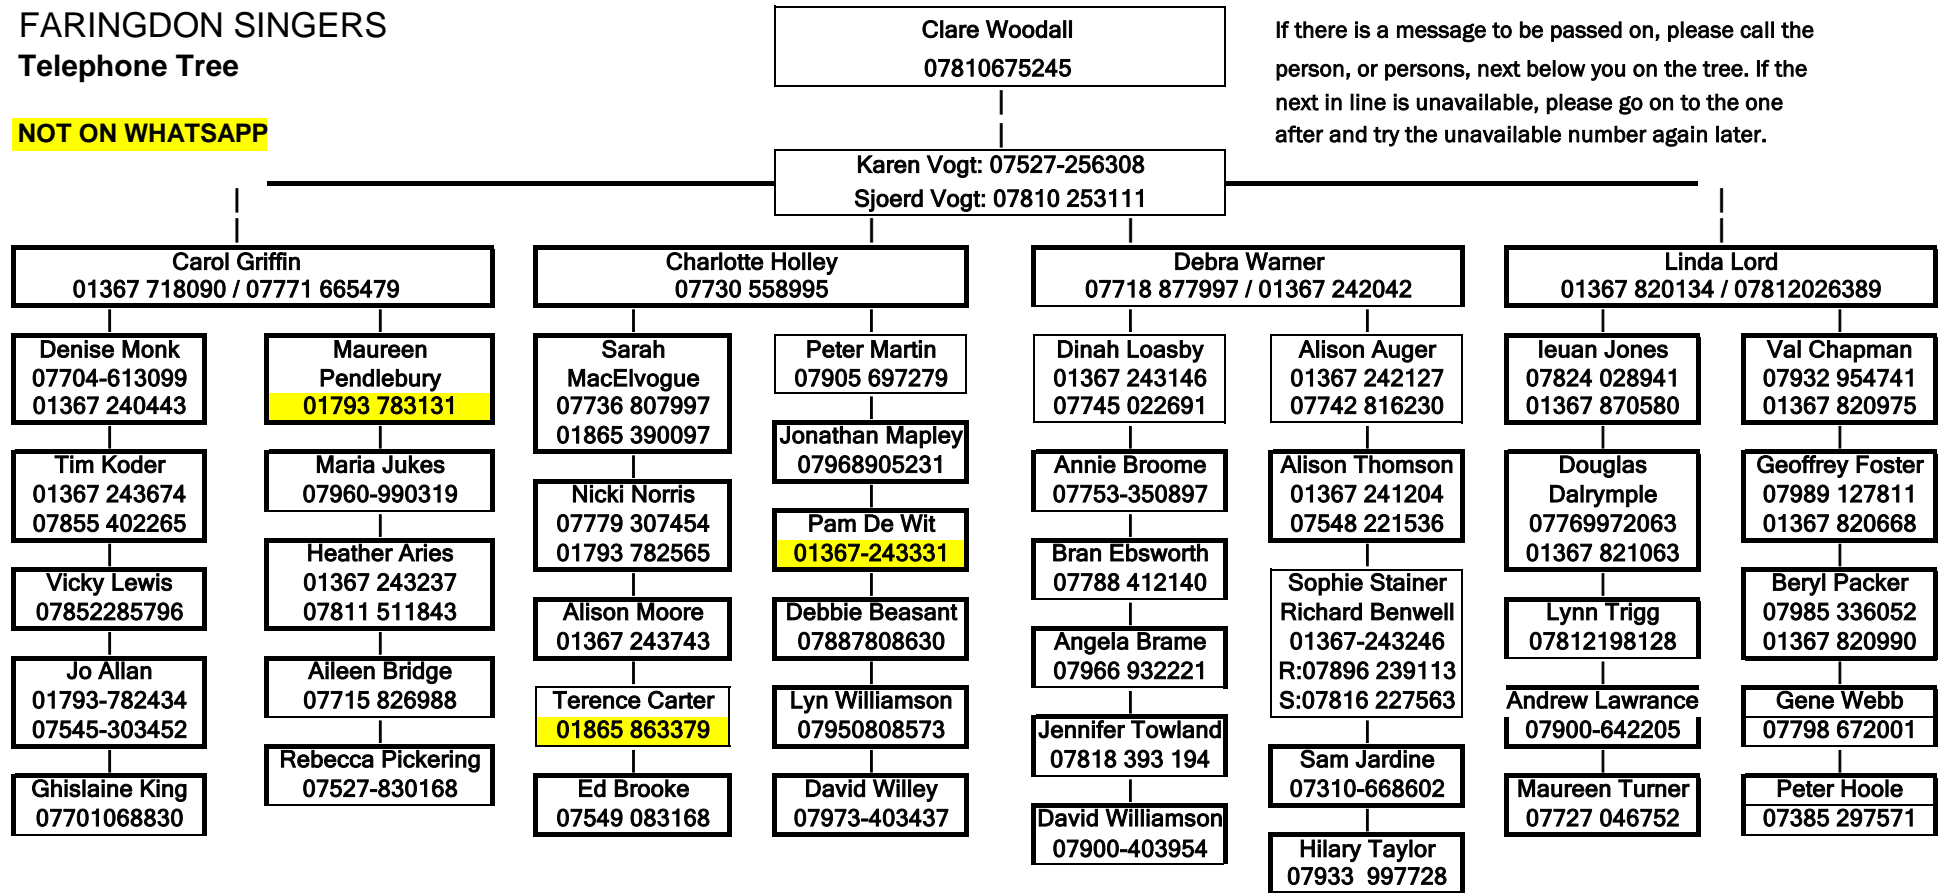 FARINGDON SINGERS
Telephone Tree
NOT ON WHATSAPP
Clare Woodall
07810675245
If there is a message to be passed on, please call the
person, or persons, next below you on the tree. If the
next in line is unavailable, please go on to the one
after and try the unavailable number again later.
Karen Vogt: 07527-256308
Sjoerd Vogt: 07810 253111
Carol Griffin
01367 718090 / 07771 665479
Denise Monk
07704-613099
01367 240443
Tim Koder
01367 243674
07855 402265
Vicky Lewis
07852285796
Jo Allan
01793-782434
07545-303452
Ghislaine King
07701068830
Maureen
Pendlebury
01793 783131
Maria Jukes
07960-990319
Heather Aries
01367 243237
07811 511843
Aileen Bridge
07715 826988
Rebecca Pickering
07527-830168
Charlotte Holley
07730 558995
Sarah
MacElvogue
07736 807997
01865 390097
Nicki Norris
07779 307454
01793 782565
Alison Moore
01367 243743
Terence Carter
01865 863379
Ed Brooke
07549 083168
Peter Martin
07905 697279
Jonathan Mapley
07968905231
Pam De Wit
01367-243331
Debbie Beasant
07887808630
Lyn Williamson
07950808573
David Willey
07973-403437
Debra Warner
07718 877997 / 01367 242042
Dinah Loasby
01367 243146
07745 022691
Annie Broome
07753-350897
Bran Ebsworth
07788 412140
Angela Brame
07966 932221
Jennifer Towland
07818 393 194
David Williamson
07900-403954
Alison Auger
01367 242127
07742 816230
Alison Thomson
01367 241204
07548 221536
Sophie Stainer
Richard Benwell
01367-243246
R:07896 239113
S:07816 227563
Sam Jardine
07310-668602
Hilary Taylor
07933  997728
Linda Lord
01367 820134 / 07812026389
Ieuan Jones
07824 028941
01367 870580
Douglas
Dalrymple
07769972063
01367 821063
Lynn Trigg
07812198128
Andrew Lawrance
07900-642205
Maureen Turner
07727 046752
Val Chapman
07932 954741
01367 820975
Geoffrey Foster
07989 127811
01367 820668
Beryl Packer
07985 336052
01367 820990
Gene Webb
07798 672001
Peter Hoole
07385 297571